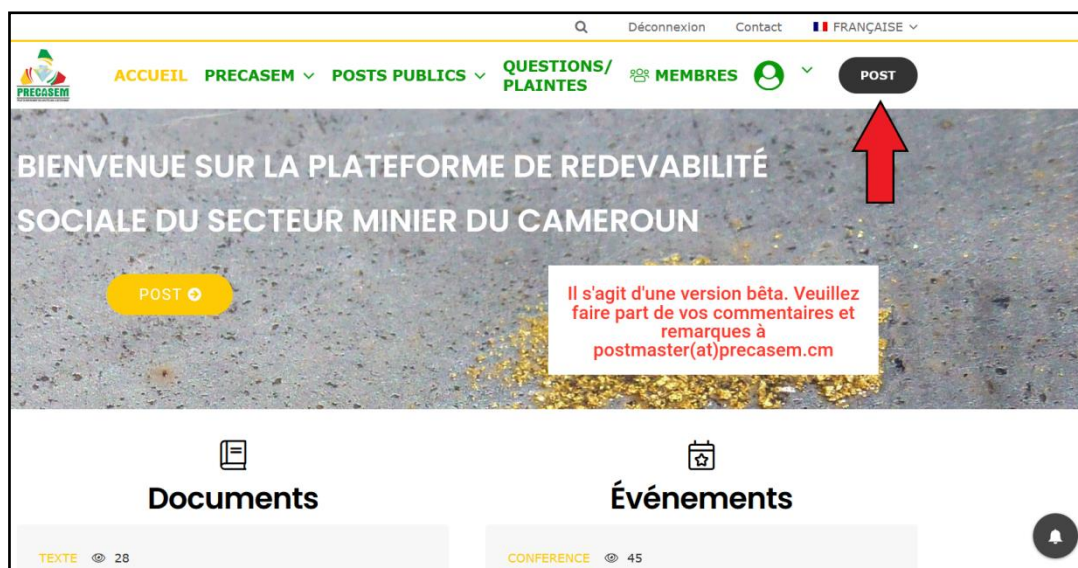 Déconnexion Contact FRANÇAISE
PRECASEM
ACCUEIL PRECASEM POSTS PUBLICS QUESTIONS/
PLAINTES
MEMBRES
POST
BIENVENUE SUR LA PLATEFORME DE REDEVABILITÉ
SOCIALE DU SECTEUR MINIER DU CAMEROUN
POST
Il s'agit d'une version bêta. Veuillez
faire part de vos commentaires et
remarques à
postmaster(at)precasem.cm
Documents
Événements
TEXTE 28
CONFERENCE 45